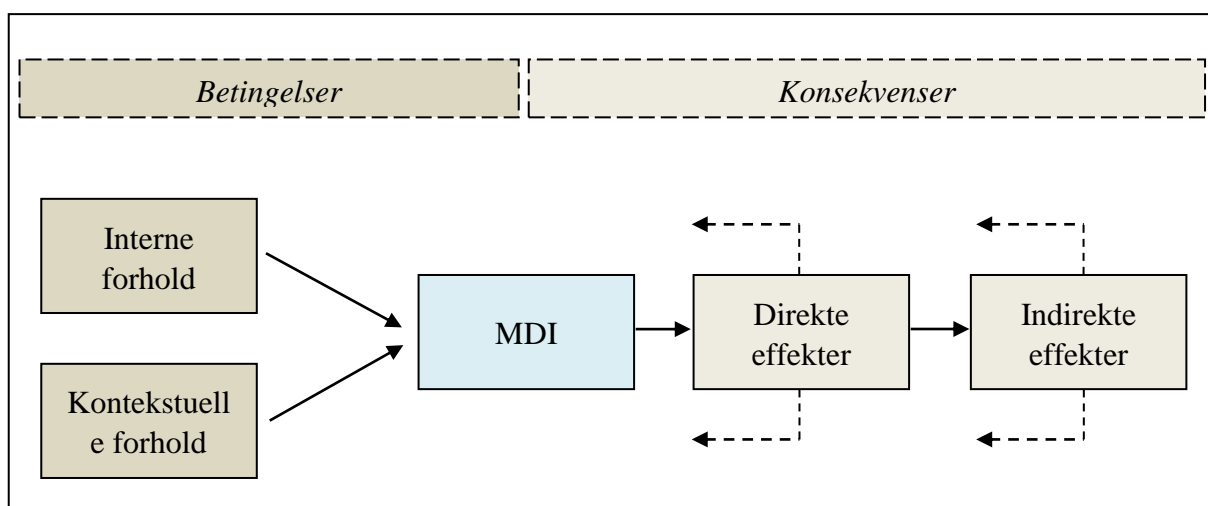 Betingelser
Konsekvenser
Interne
forhold
Kontekstuell
e forhold
MDI
Direkte
effekter
Indirekte
effekter